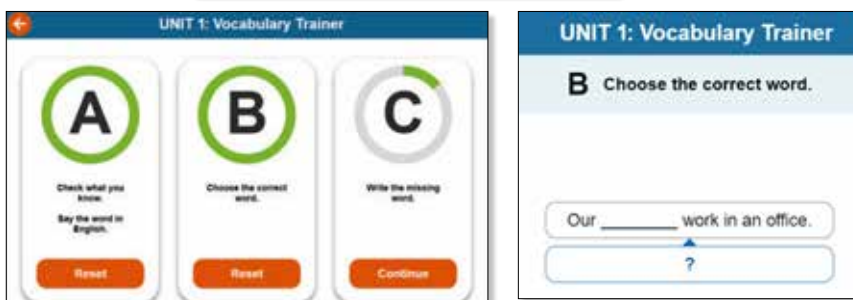 UNIT 1: Vocabulary Trainer
A
Check what you
know.
Say the word in
English.
Reset
B
Choose the correct
word.
Reset
C
Write the missing
word.
Continue
UNIT 1: Vocabulary Trainer
B Choose the correct word.
Our ________ work in an office.
?